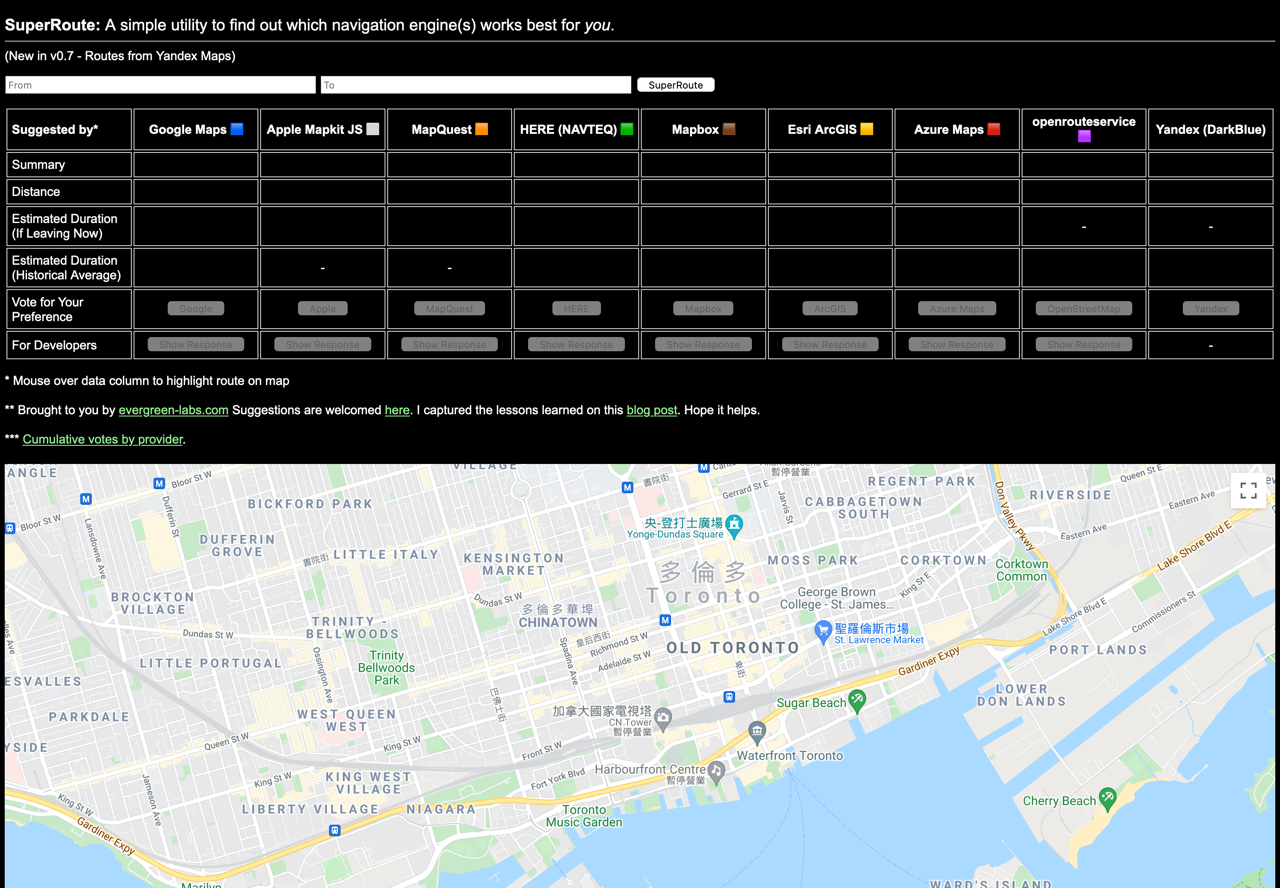 SuperRoute: A simple utility to find out which navigation engine(s) works best for you.
(New in v0.7 - Routes from Yandex Maps)
From To SuperRoute
Suggested by* Google Maps 🟦 Apple Mapkit JS ⬜ MapQuest 🟧 HERE (NAVTEQ) 🟩 Mapbox 🟫 Esri ArcGIS 🟨 Azure Maps 🟥 openrouteservice 🟪 Yandex (DarkBlue)
Summary
Distance
Estimated Duration
(If Leaving Now) - -
Estimated Duration
(Historical Average) - -
Vote for Your
Preference Google Apple MapQuest HERE Mapbox ArcGIS Azure Maps OpenStreetMap Yandex
For Developers Show Response Show Response Show Response Show Response Show Response Show Response Show Response Show Response -
* Mouse over data column to highlight route on map
** Brought to you by evergreen-labs.com Suggestions are welcomed here. I captured the lessons learned on this blog post. Hope it helps.
*** Cumulative votes by provider.
ANGLE
VILLAGE
暫停營業
Bloor St W
Bloor St W
Dufferin St
Lansdowne Ave
BICKFORD PARK
書院街
Gerrard St E
Jarvis St
REGENT PARK
CABBAGETOWN
SOUTH
Don Valley Pkwy
RIVERSIDE
Queen St E
Eastern Ave
Eastern Ave
Lake Shore Blvd E
央-登打士廣場
Yonge-Dundas Square
DUFFERIN
GROVE
書院街
LITTLE ITALY
KENSINGTON
MARKET
多倫多
Toronto
MOSS PARK
CORKTOWN
Corktown
Common
King St E
George Brown
College - St. James...
BROCKTON
VILLAGE
Dundas St W
多倫多華埠
CHINATOWN
Lake Shore Blvd E
Commissioners St
TRINITY -
BELLWOODS
Dundas St W
皇后西街
Richmond St W
Adelaide St W
Spadina Ave
聖羅倫斯市場
St. Lawrence Market
OLD TORONTO
LITTLE PORTUGAL
Ossington Ave
Trinity
Bellwoods
Park
Gardiner Expy
PORT LANDS
ESVALLES
巴佛士街
LOWER
DON LANDS
PARKDALE
WEST QUEEN
WEST
加拿大國家電視塔
CN Tower
暫停營業
Sugar Beach
YSIDE
Queen St W
King St W
Front St W
Waterfront Toronto
King St W
KING WEST
VILLAGE
Fort York Blvd
Harbourfront Centre
暫停營業
King St W
Jameson Ave
LIBERTY VILLAGE
NIAGARA
Toronto
Music Garden
Cherry Beach
Gardiner Expy
Marilyn
WARD'S ISLAND